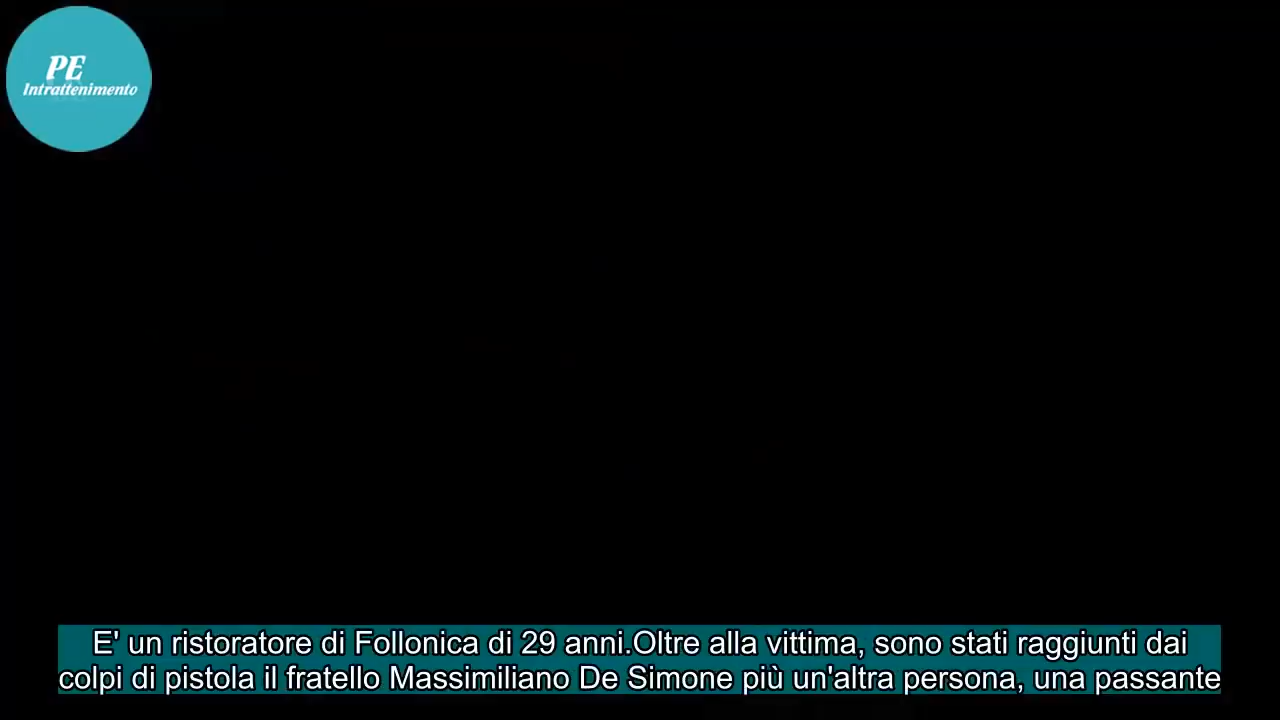 PE
Intrattenimento
E' un ristoratore di Follonica di 29 anni.Oltre alla vittima, sono stati raggiunti dai
colpi di pistola il fratello Massimiliano De Simone più un'altra persona, una passante